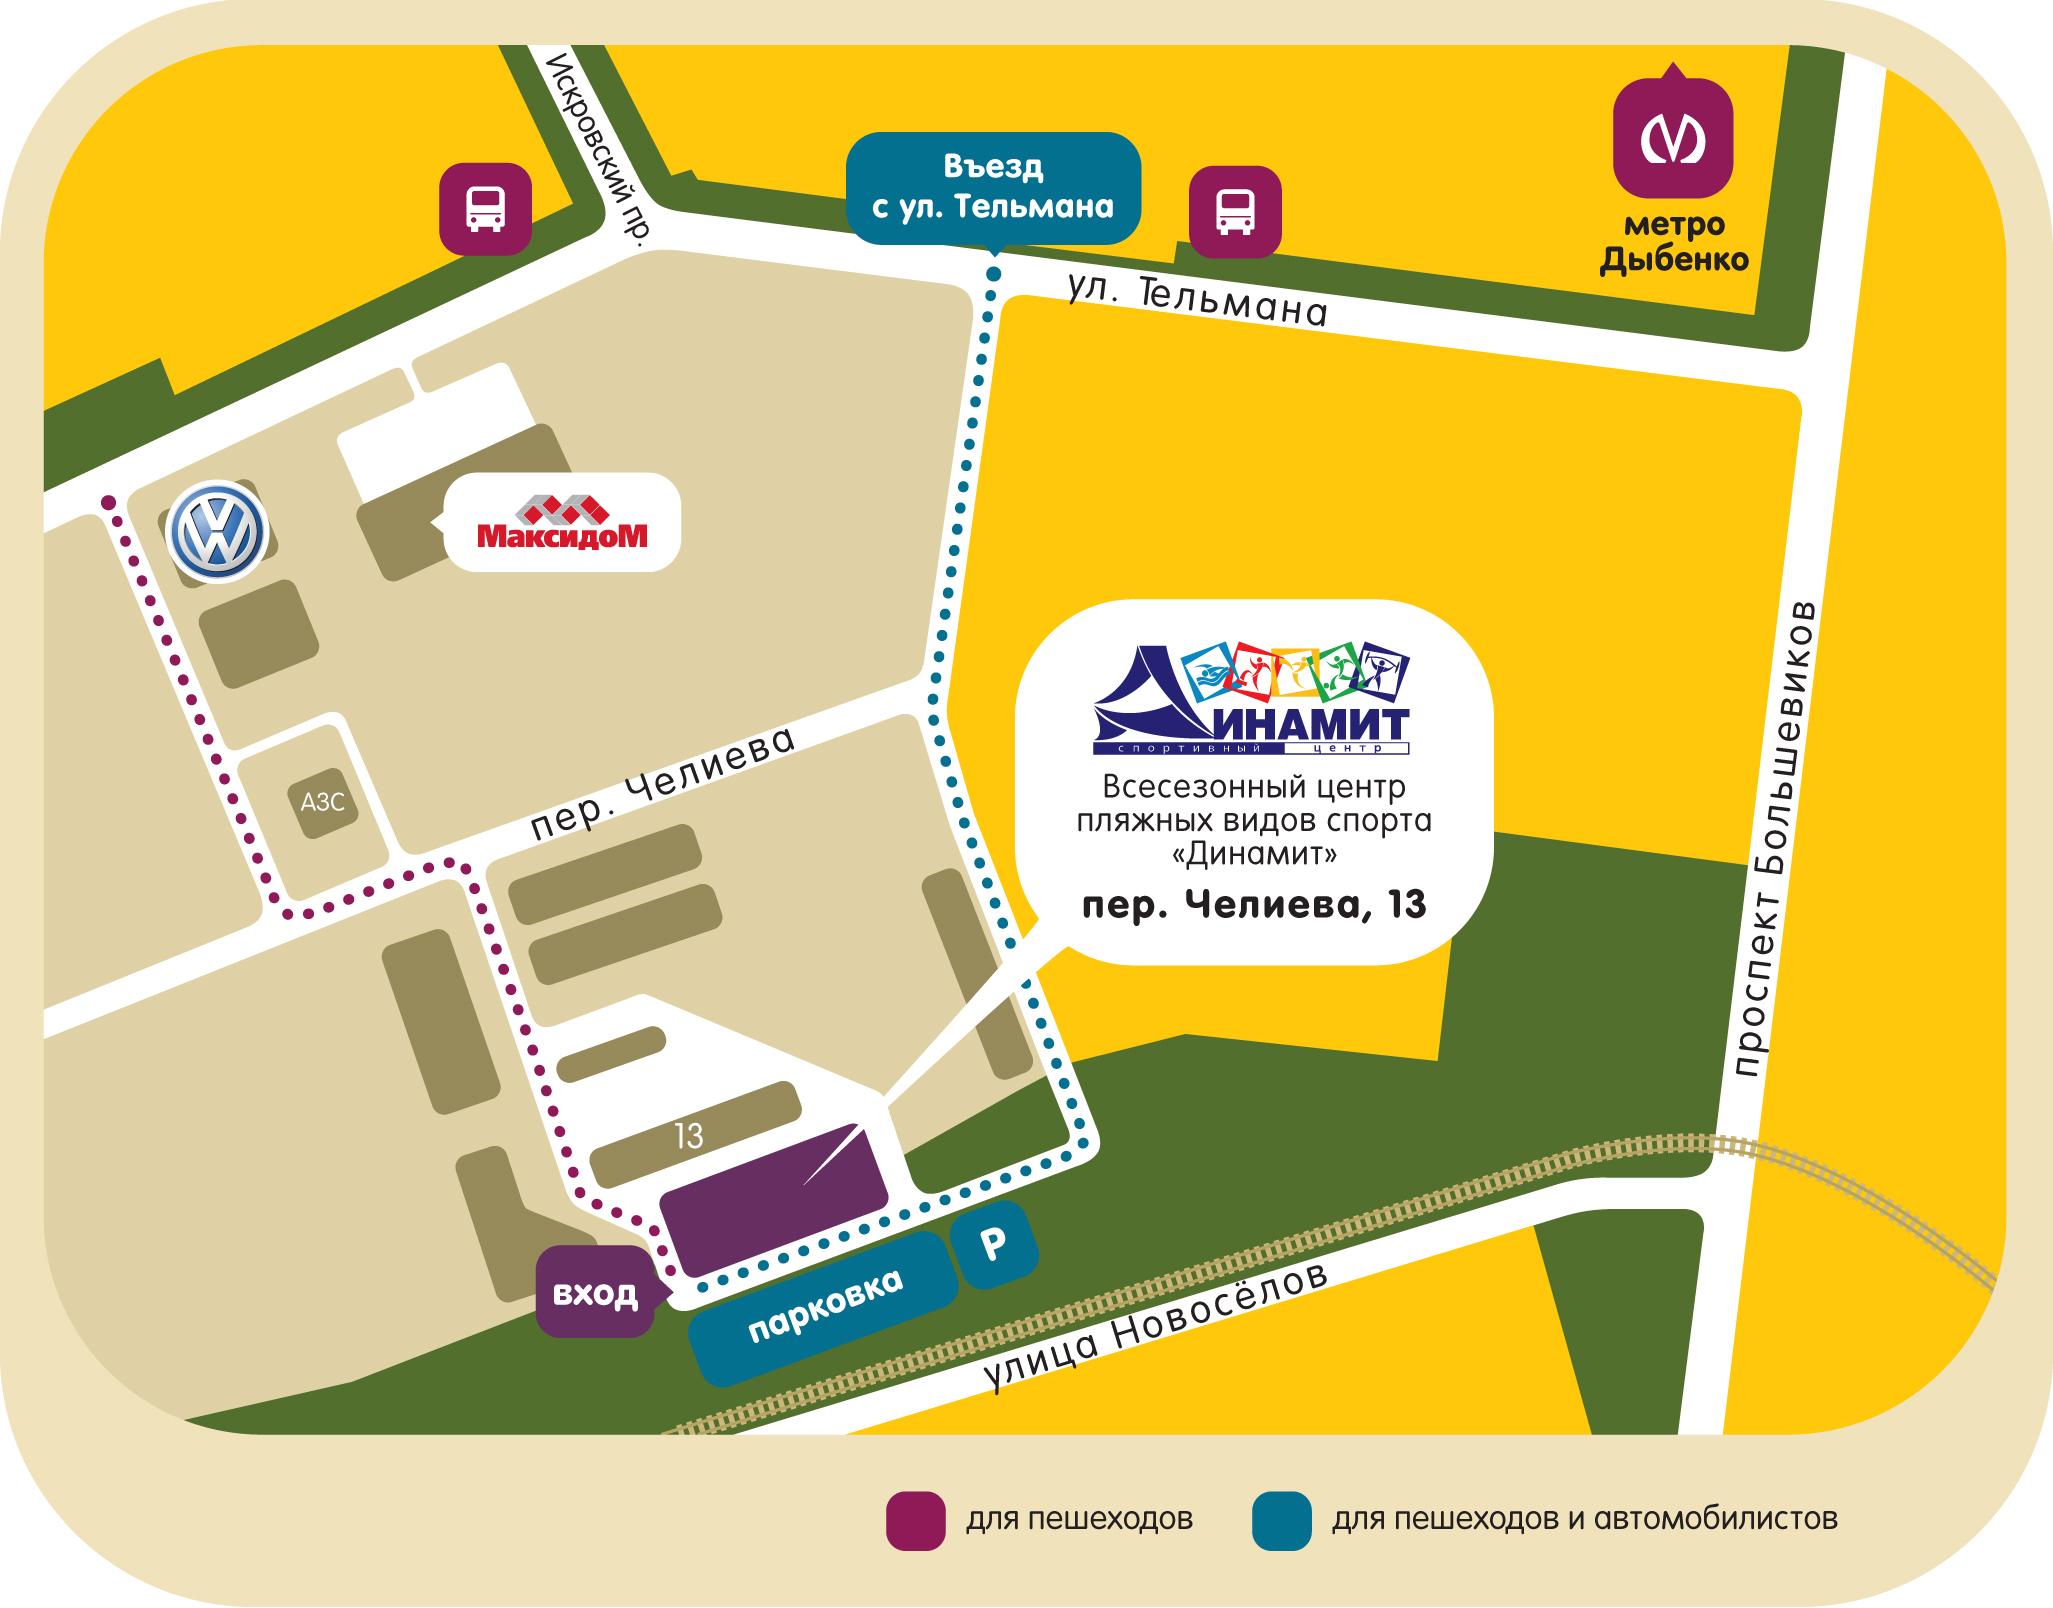 Искровский пр.
Въезд
с ул. Тельмана
метро
Дыбенко
ул. Тельмана
МаксидоМ
ДИНАМИТ
спортивный центр
Всесезонный центр
пляжных видов спорта
«Динамит»
пер. Челиева, 13
проспект Большевиков
пер. Челиева
АЗС
13
вход
парковка
P
улица Новосёлов
для пешеходов
для пешеходов и автомобилистов